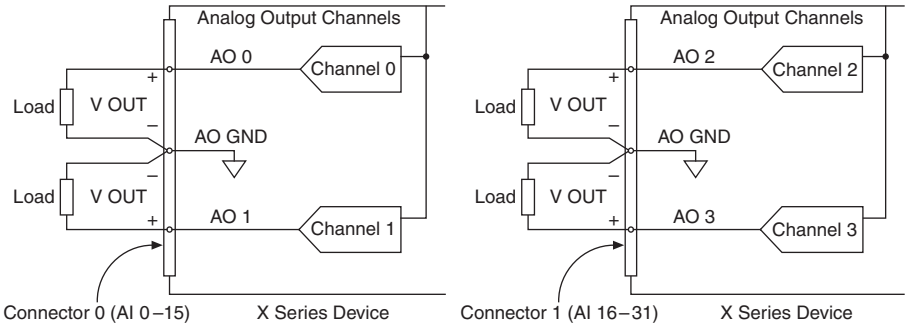 Analog Output Channels
AO 0
Channel 0
+
Load
V OUT
–
AO GND
–
Load
V OUT
+
AO 1
Channel 1
Connector 0 (AI 0–15)
X Series Device
Analog Output Channels
AO 2
Channel 2
+
Load
V OUT
–
AO GND
–
Load
V OUT
+
AO 3
Channel 3
Connector 1 (AI 16–31)
X Series Device